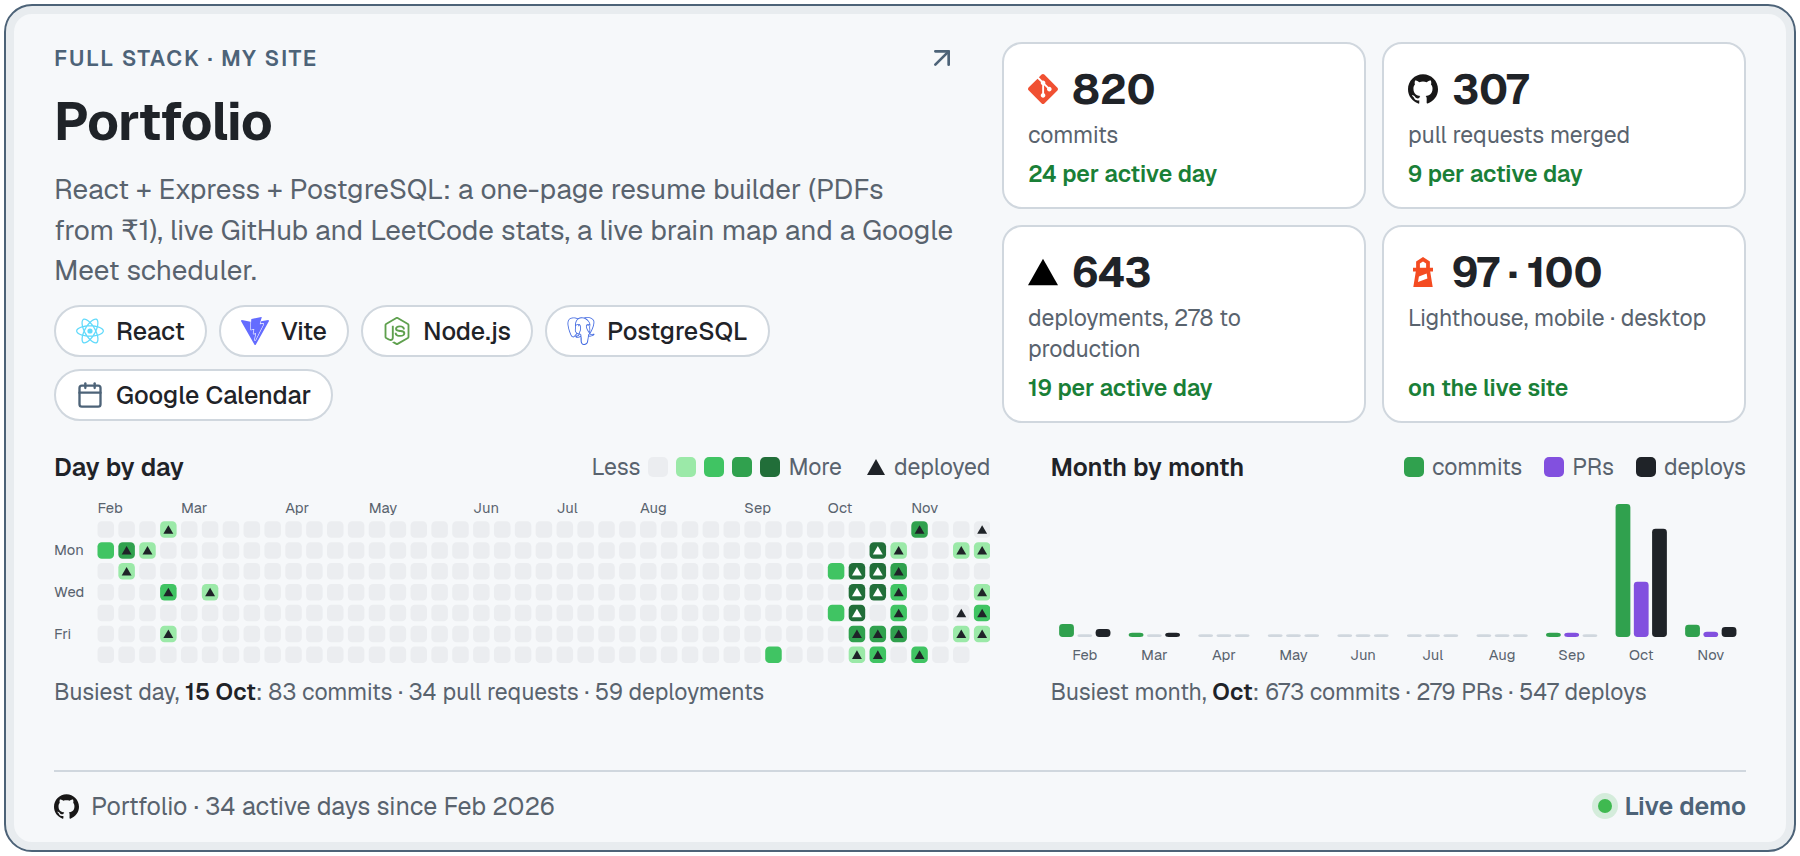 FULL STACK · MY SITE
Portfolio
React + Express + PostgreSQL: a one-page resume builder (PDFs
from ₹1), live GitHub and LeetCode stats, a live brain map and a Google
Meet scheduler.
React
Vite
Node.js
PostgreSQL
Google Calendar
820
commits
24 per active day
307
pull requests merged
9 per active day
643
deployments, 278 to
production
19 per active day
97 · 100
Lighthouse, mobile · desktop
on the live site
Day by day
Less More deployed
Feb Mar Apr May Jun Jul Aug Sep Oct Nov
Mon
Wed
Fri
Busiest day, 15 Oct: 83 commits · 34 pull requests · 59 deployments
Month by month
commits PRs deploys
Feb Mar Apr May Jun Jul Aug Sep Oct Nov
Busiest month, Oct: 673 commits · 279 PRs · 547 deploys
Portfolio · 34 active days since Feb 2026
Live demo